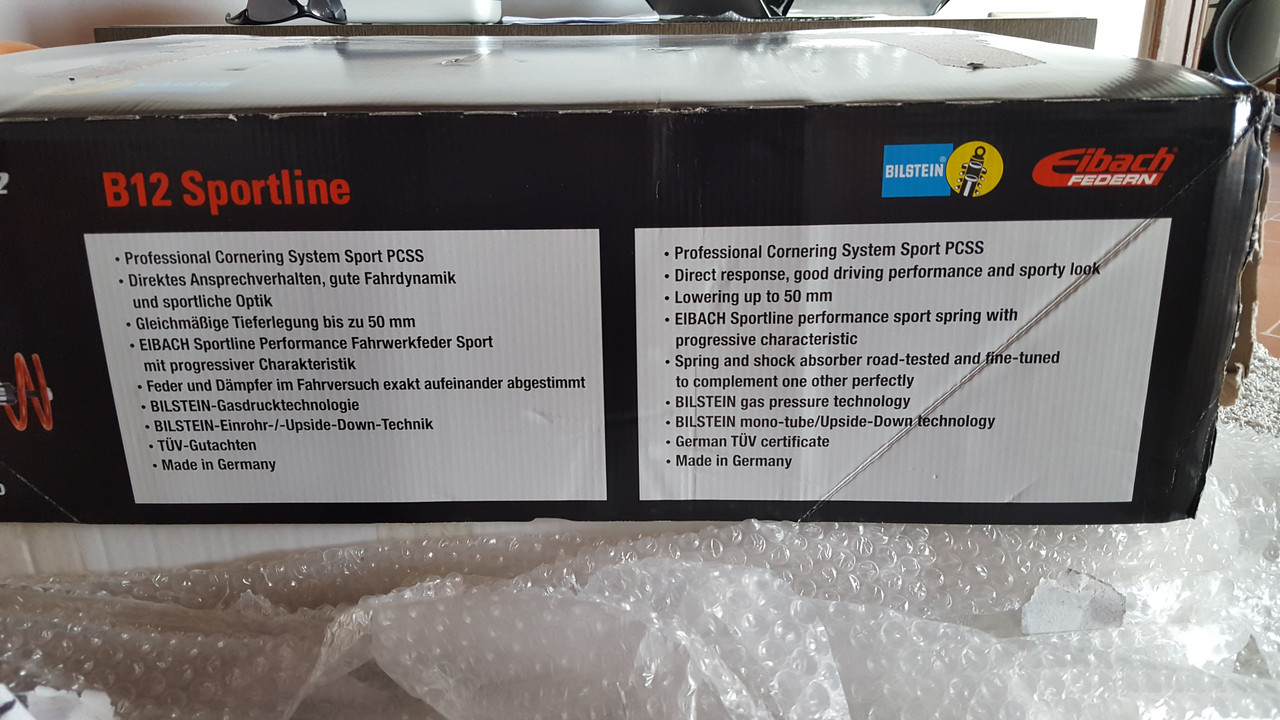 2
B12 Sportline
BILSTEIN®
Eibach®
FEDERN
• Professional Cornering System Sport PCSS
• Direktes Ansprechverhalten, gute Fahrdynamik
und sportliche Optik
• Gleichmäßige Tieferlegung bis zu 50 mm
• EIBACH Sportline Performance Fahrwerkfeder Sport
mit progressiver Charakteristik
• Feder und Dämpfer im Fahrversuch exakt aufeinander abgestimmt
• BILSTEIN-Gasdrucktechnologie
• BILSTEIN-Einrohr-/-Upside-Down-Technik
• TÜV-Gutachten
• Made in Germany
• Professional Cornering System Sport PCSS
• Direct response, good driving performance and sporty look
• Lowering up to 50 mm
• EIBACH Sportline performance sport spring with
progressive characteristic
• Spring and shock absorber road-tested and fine-tuned
to complement one other perfectly
• BILSTEIN gas pressure technology
• BILSTEIN mono-tube/Upside-Down technology
• German TÜV certificate
• Made in Germany